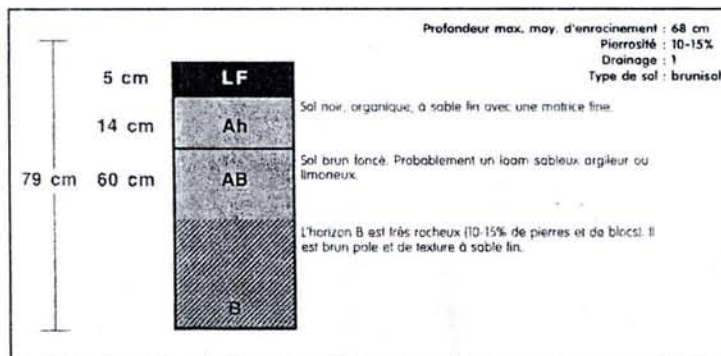 Profondeur max. moy. d'enracinement : 68 cm
Pierrosité : 10-15%
Drainage : 1
Type de sol : brunisol
79 cm
5 cm
LF
14 cm
Ah
Sol noir, organique, à sable fin avec une matrice fine.
60 cm
AB
Sol brun foncé. Probablement un loam sableux argileur ou
limoneux.
B
L'horizon B est très rocheux (10-15% de pierres et de blocs). Il
est brun pale et de texture à sable fin.